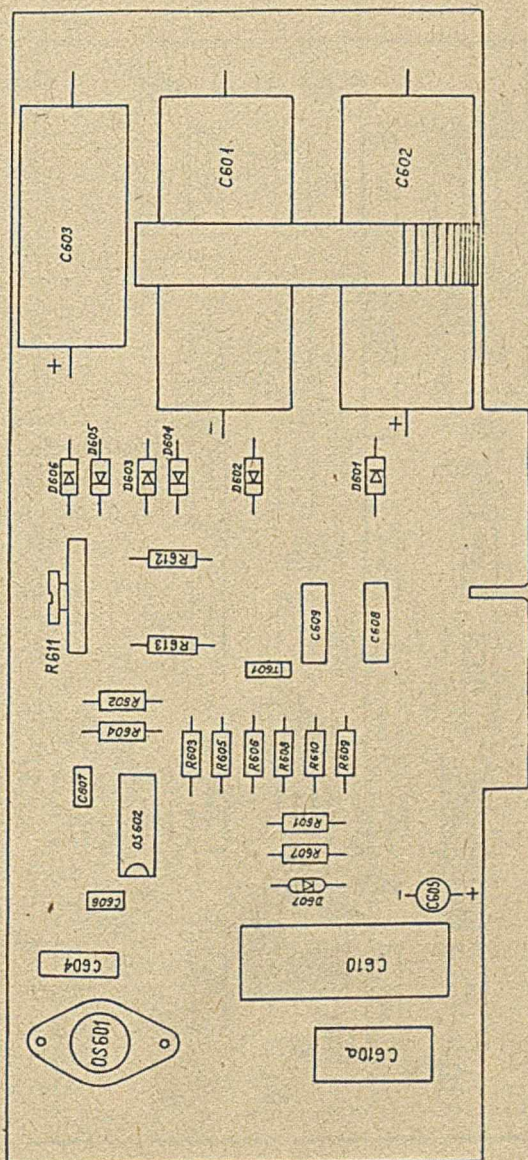 C603
C601
C602
+
-
+
D606
D605
D603
D604
D602
D601
R611
R612
R613
C609
C608
T601
R602
R604
R603
R605
R606
R608
R610
R609
C607
OS602
R601
R607
D607
C606
-
C605
+
C604
C610
OS601
C610a